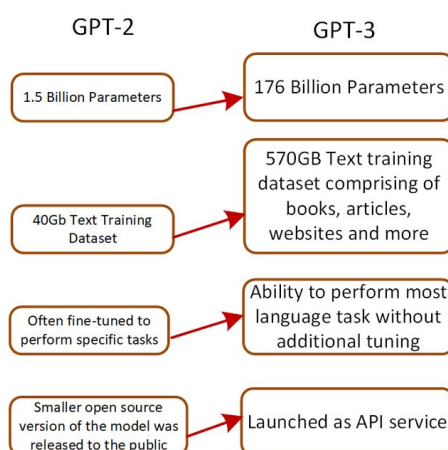 GPT-2
GPT-3
1.5 Billion Parameters
176 Billion Parameters
40Gb Text Training
Dataset
570GB Text training
dataset comprising of
books, articles,
websites and more
Often fine-tuned to
perform specific tasks
Ability to perform most
language task without
additional tuning
Smaller open source
version of the model was
released to the public
Launched as API service